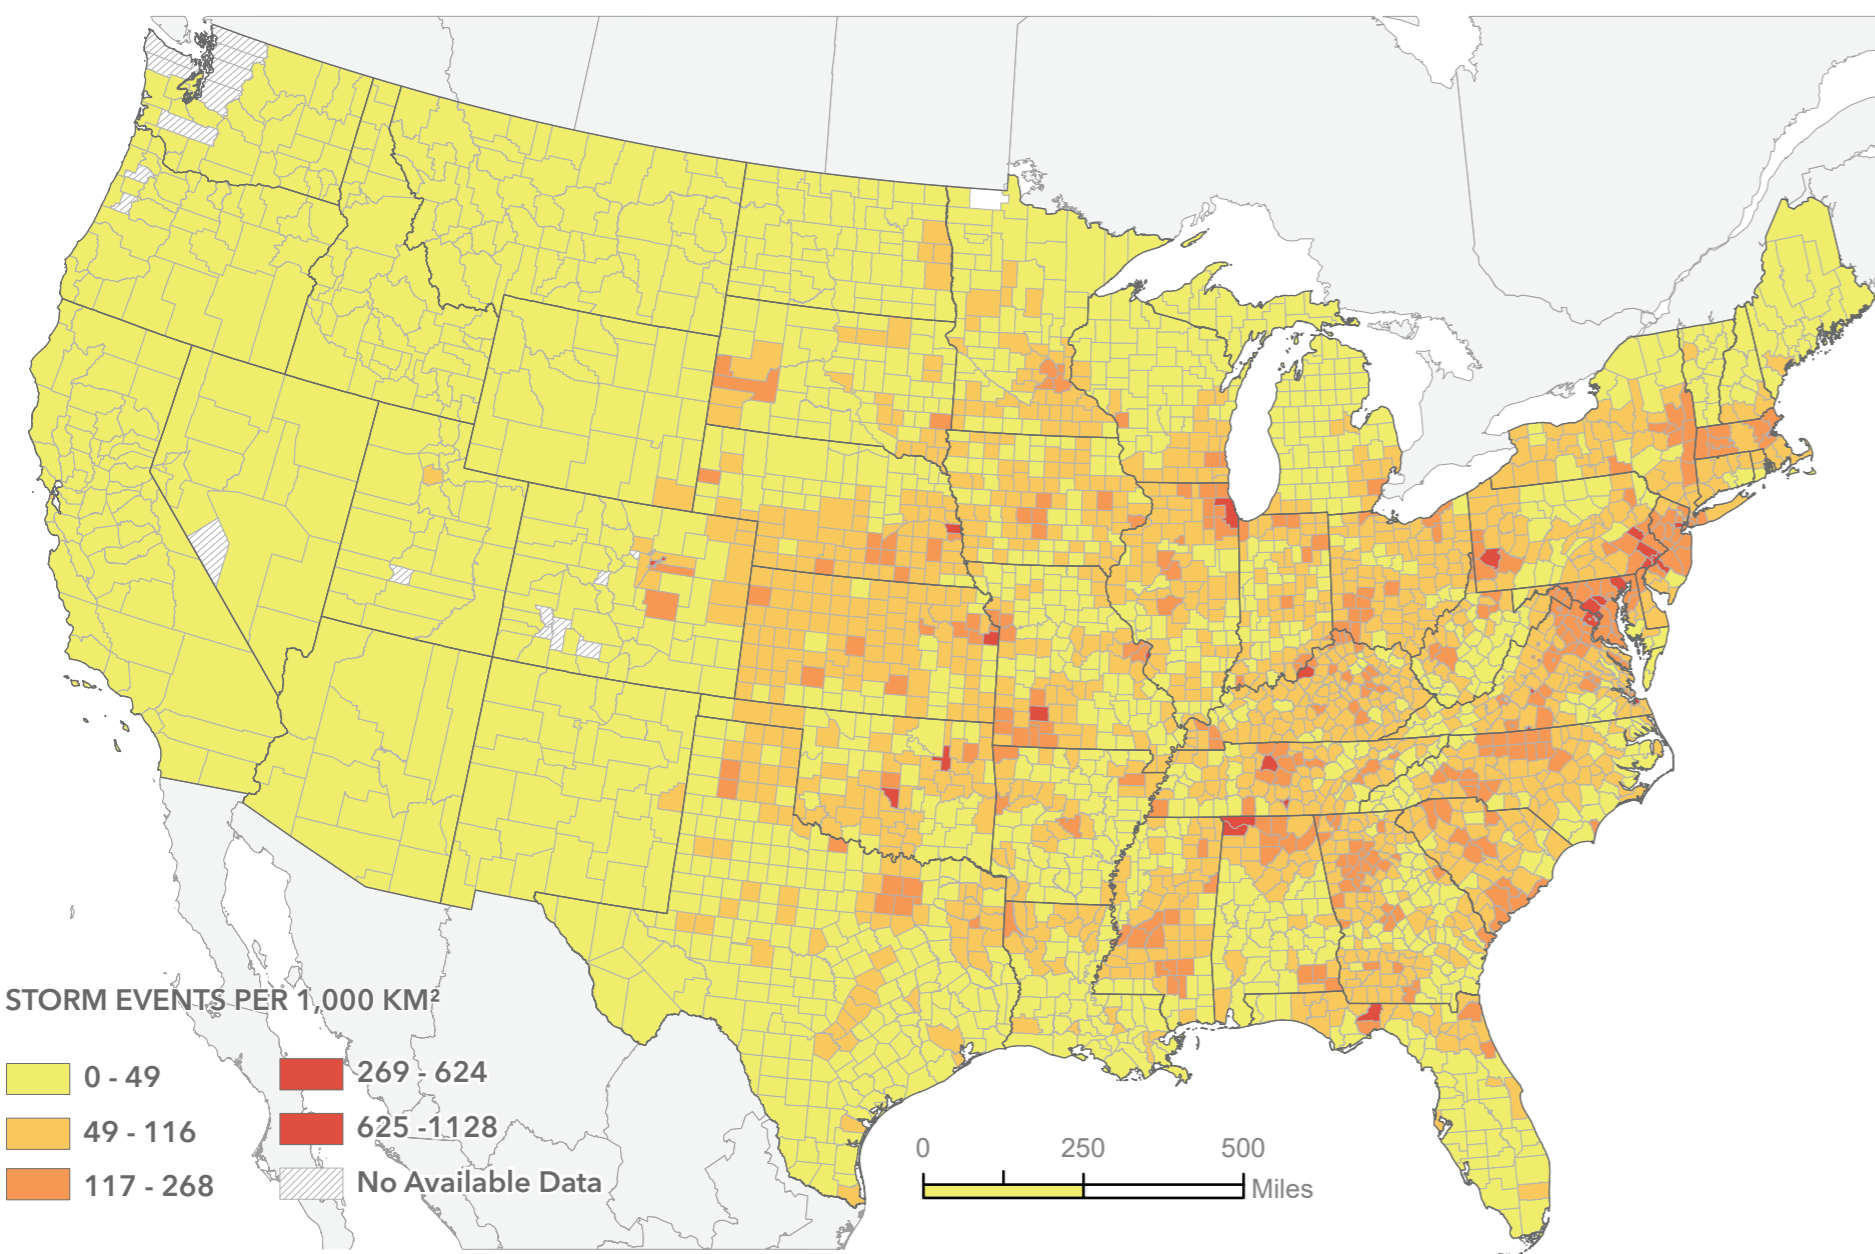 STORM EVENTS PER 1,000 KM²
0 - 49
49 - 116
117 - 268
269 - 624
625 -1128
No Available Data
0 250 500
Miles